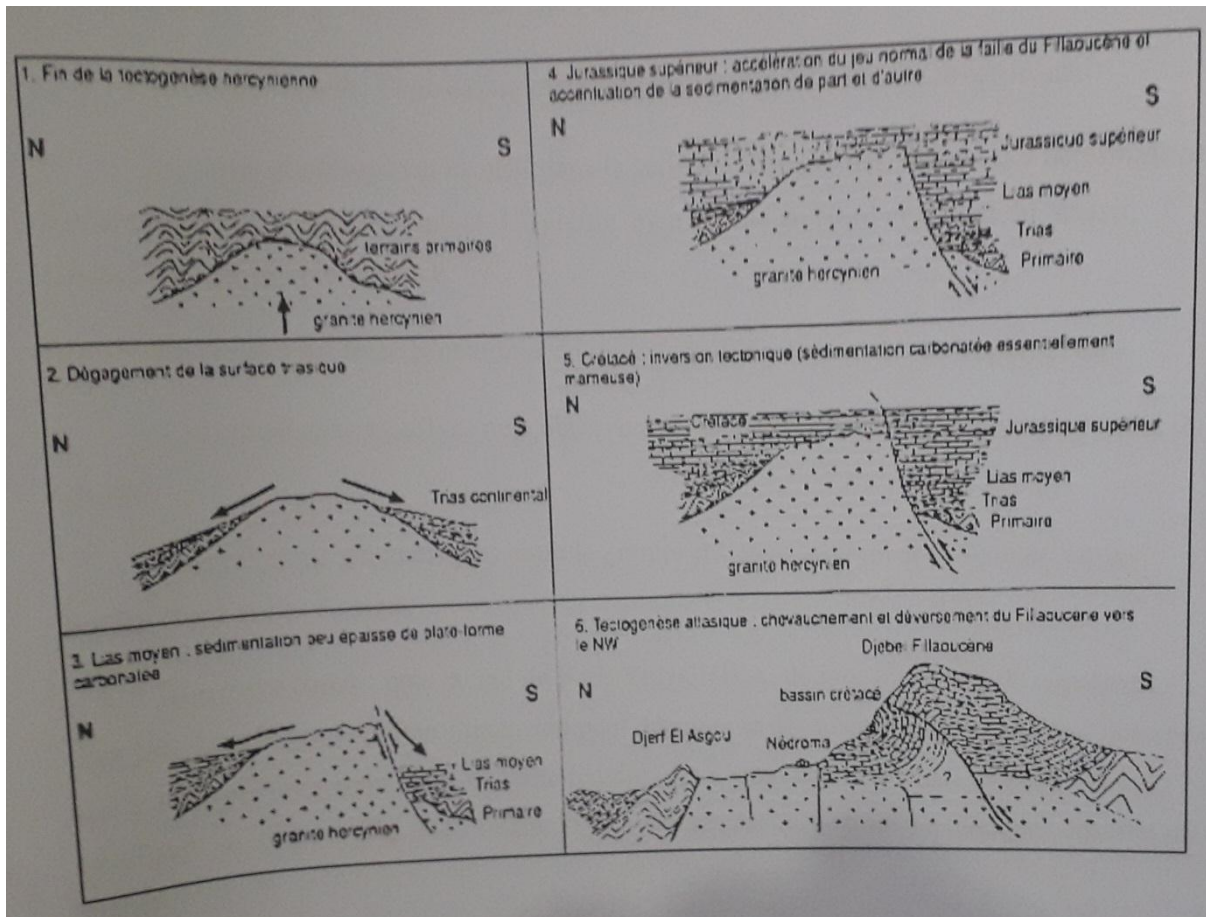 1. Fin de la tectogenèse hercynienne
N
S
terrains primaires
granite hercynien
2. Dégagement de la surface triasique
N
S
Trias continental
3. Lias moyen : sédimentation peu épaisse de plate-forme
carbonatée
N
S
Lias moyen
Trias
Primaire
granite hercynien
4. Jurassique supérieur : accélération du jeu normal de la faille du Fillaoucène et
accentuation de la sédimentation de part et d'autre
N
S
Jurassique supérieur
Lias moyen
Trias
Primaire
granite hercynien
5. Crétacé : inversion tectonique (sédimentation carbonatée essentiellement
marneuse)
N
S
Crétacé
Jurassique supérieur
Lias moyen
Trias
Primaire
granite hercynien
6. Tectogenèse atlasique : chevauchement et déversement du Fillaoucène vers
le NW
Djebel Fillaoucène
N
S
bassin crétacé
Djerf El Asgou
Nédroma
?